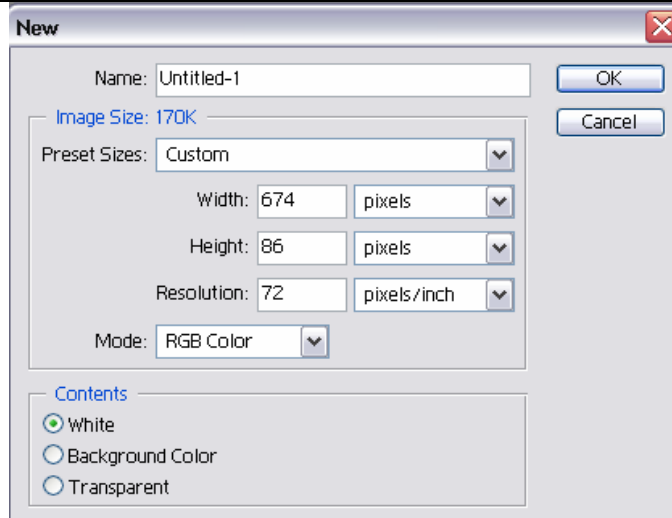 New
Name: Untitled-1
OK
Image Size: 170K
Cancel
Preset Sizes: Custom
Width: 674 pixels
Height: 86 pixels
Resolution: 72 pixels/inch
Mode: RGB Color
Contents
White
Background Color
Transparent